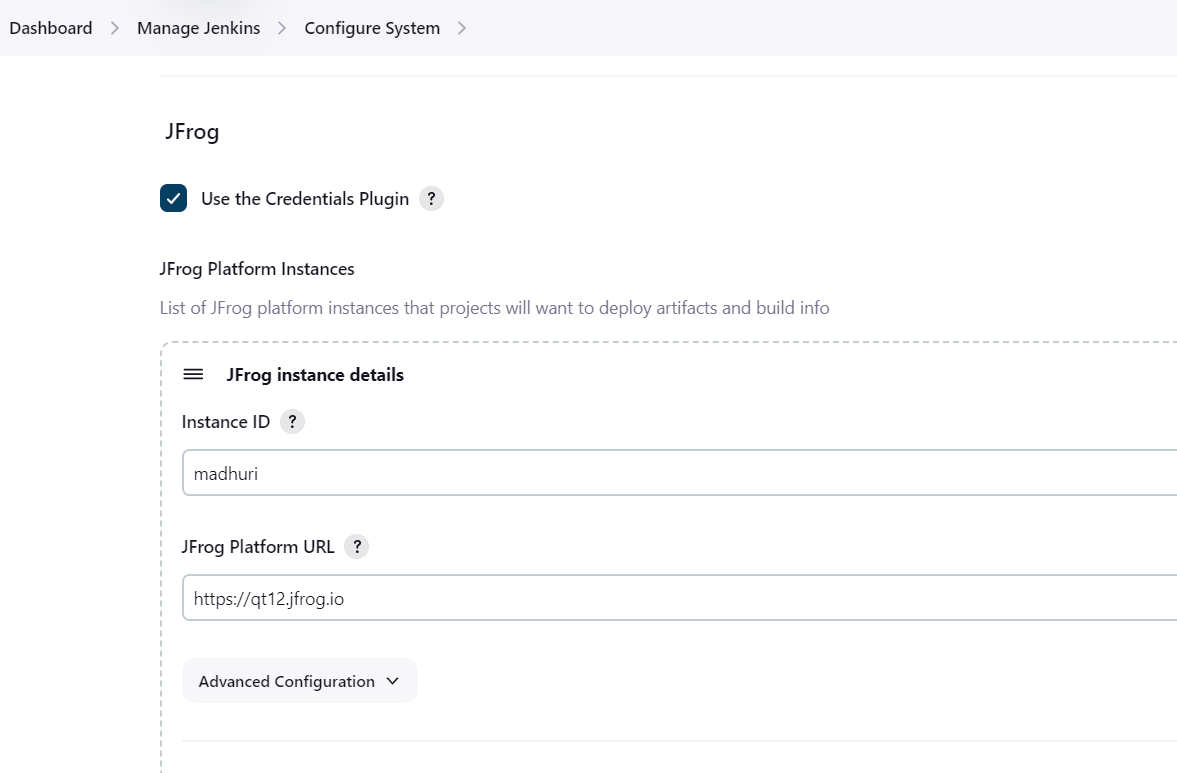 Dashboard > Manage Jenkins > Configure System >
JFrog
Use the Credentials Plugin ?
JFrog Platform Instances
List of JFrog platform instances that projects will want to deploy artifacts and build info
JFrog instance details
Instance ID ?
madhuri
JFrog Platform URL ?
https://qt12.jfrog.io
Advanced Configuration